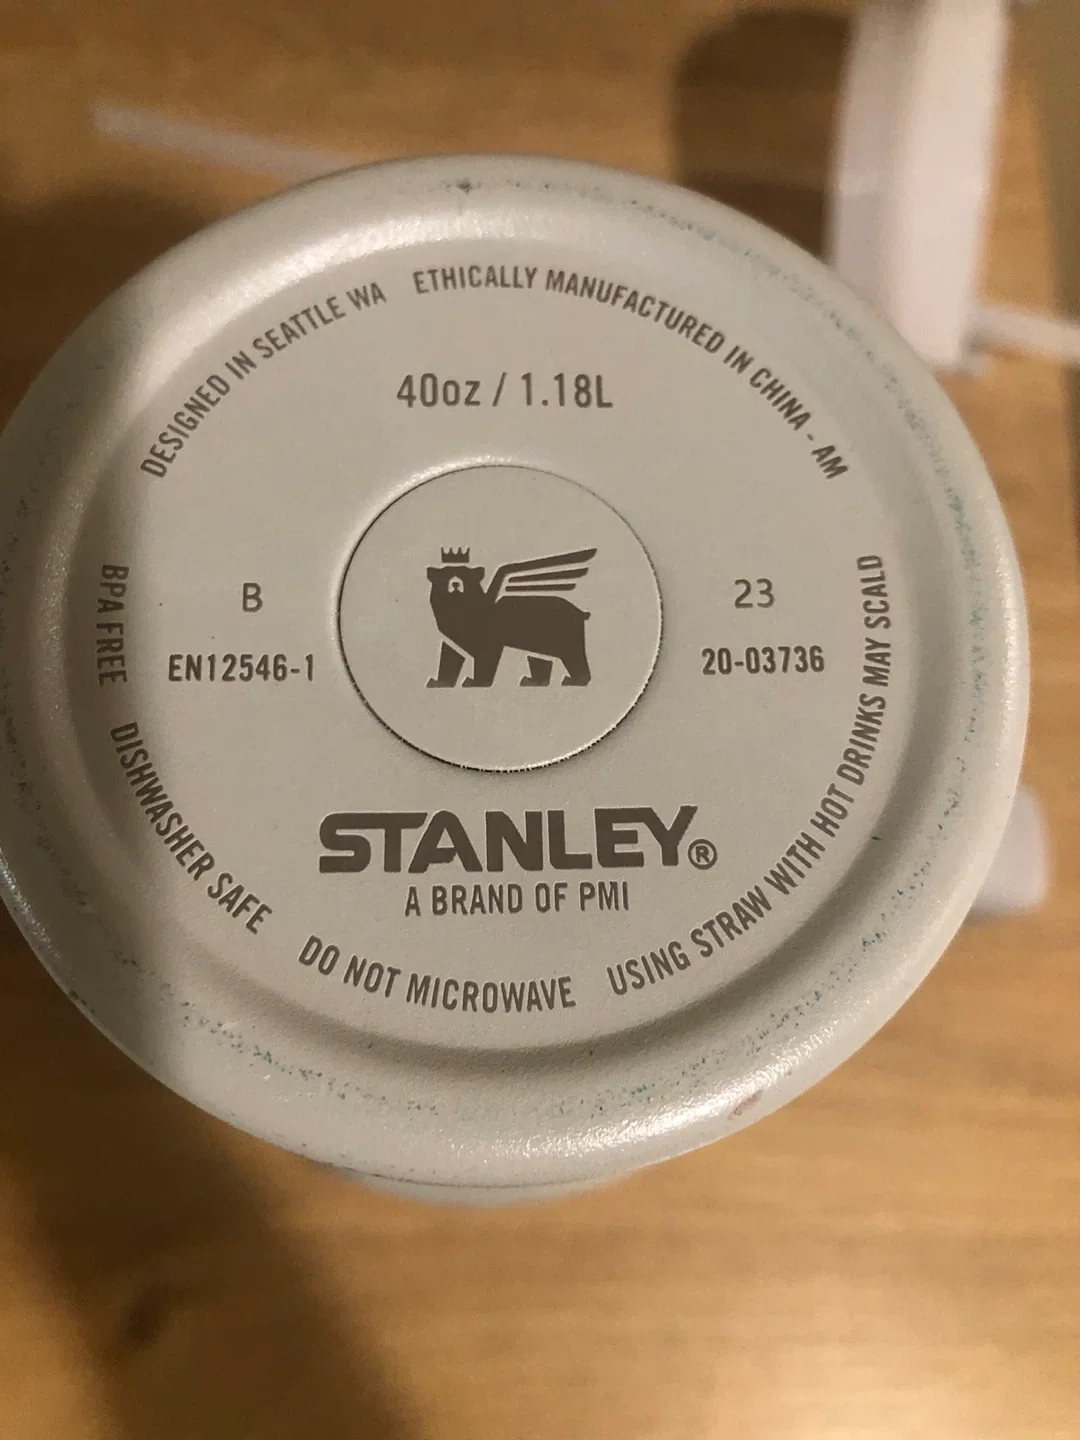 DESIGNED IN SEATTLE WA
ETHICALLY MANUFACTURED IN CHINA - AM
40oz / 1.18L
B
23
EN12546-1
20-03736
STANLEY®
A BRAND OF PMI
BPA FREE
DISHWASHER SAFE
DO NOT MICROWAVE
USING STRAW WITH HOT DRINKS MAY SCALD